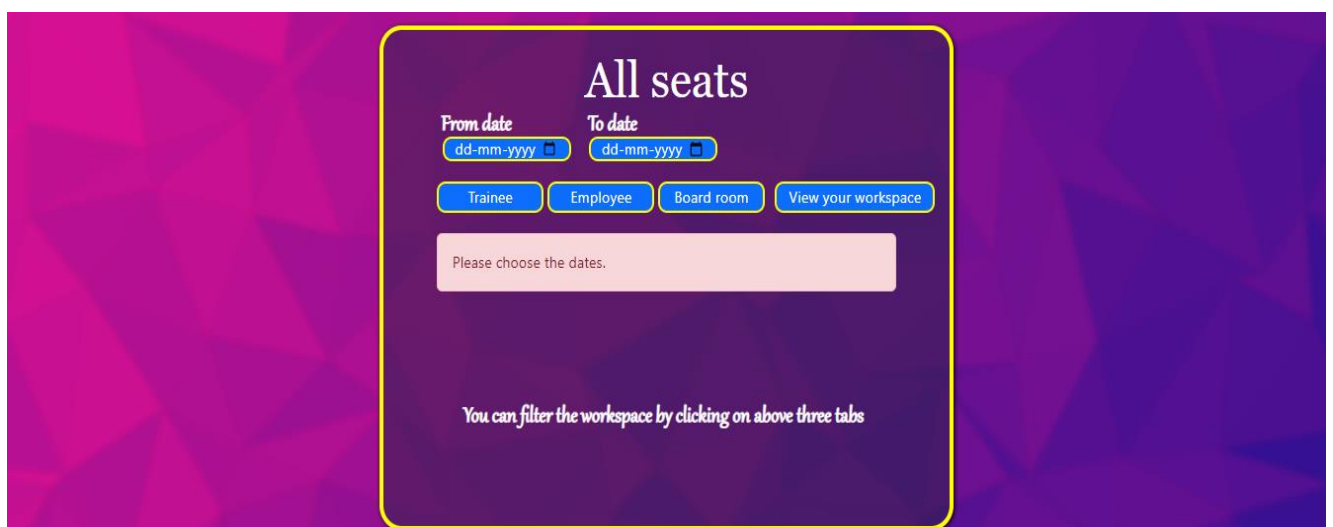 All seats
From date To date
dd-mm-yyyy dd-mm-yyyy
Trainee Employee Board room View your workspace
Please choose the dates.
You can filter the workspace by clicking on above three tabs